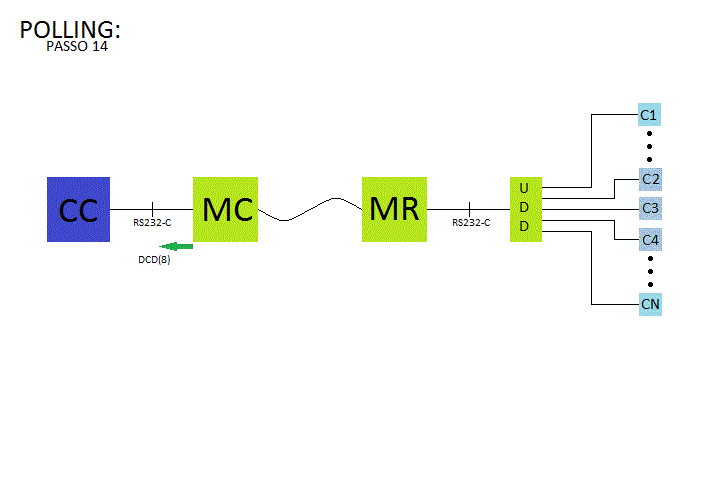 POLLING:
PASSO 14
C1
C2
C3
C4
CN
CC
RS232-C
MC
MR
RS232-C
U
D
D
DCD(8)